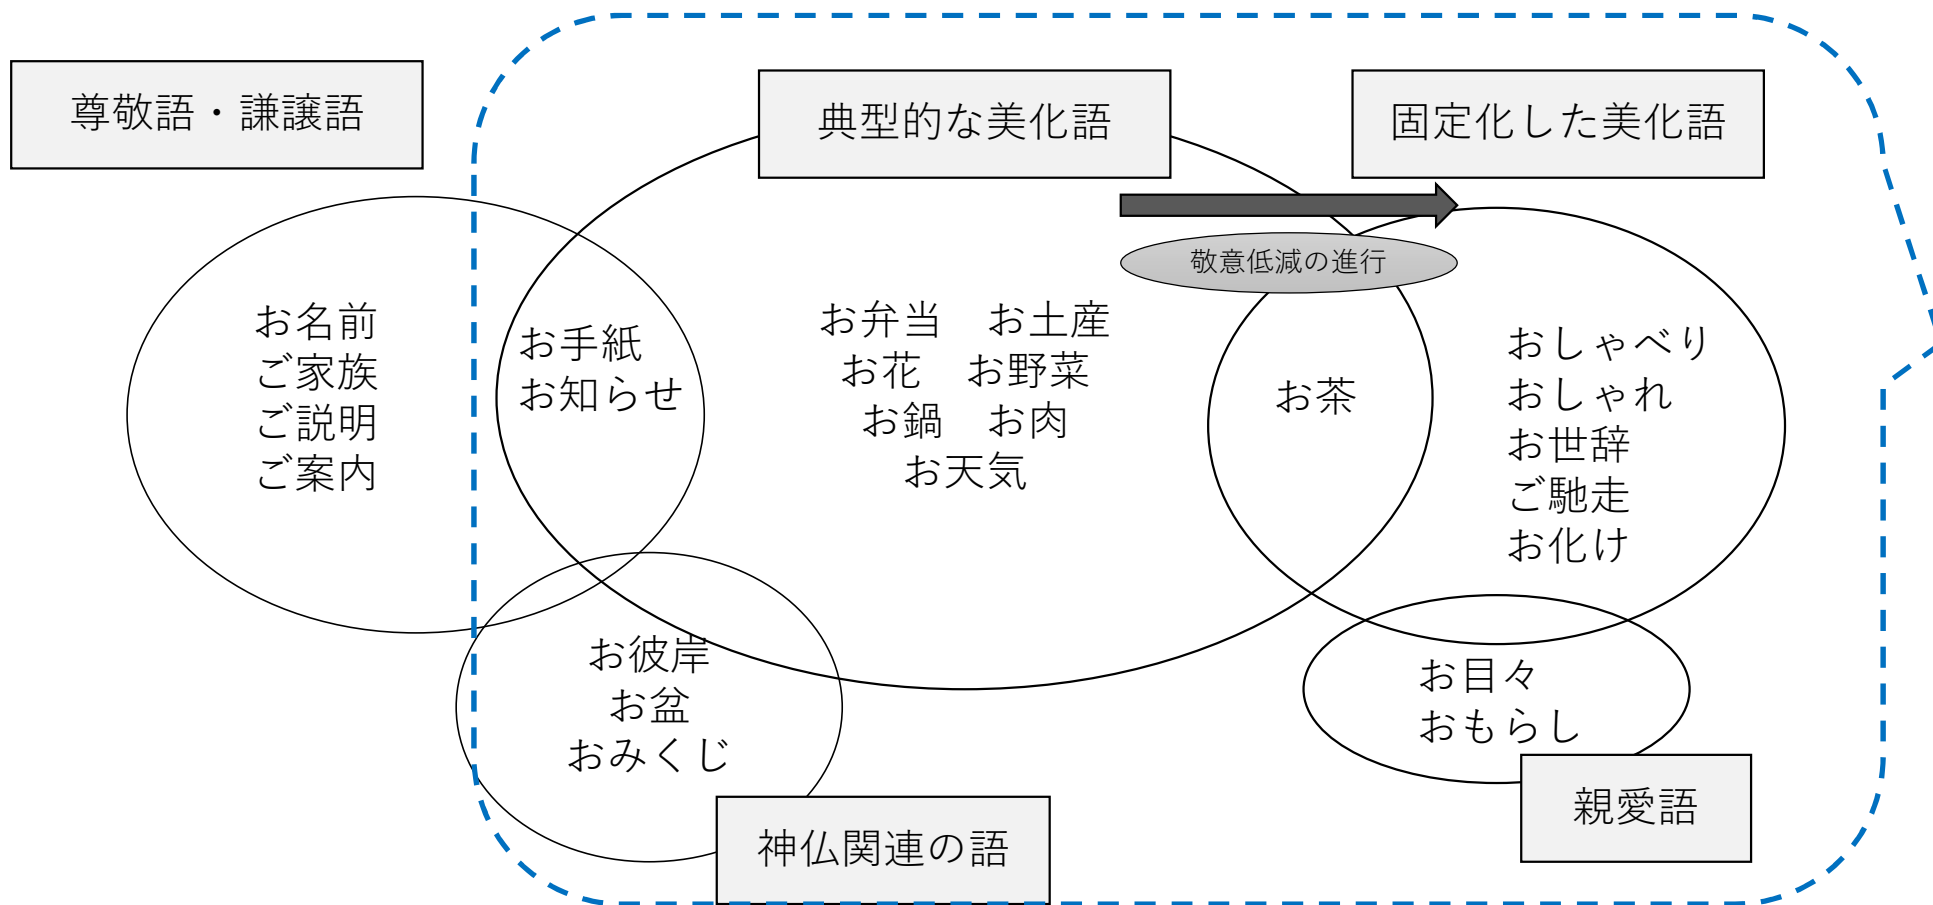 尊敬語・謙譲語
典型的な美化語
固定化した美化語
敬意低減の進行
お名前
ご家族
ご説明
ご案内
お手紙
お知らせ
お弁当　お土産
お花　お野菜
お鍋　お肉
お天気
お茶
おしゃべり
おしゃれ
お世辞
ご馳走
お化け
お彼岸
お盆
おみくじ
神仏関連の語
お目々
おもらし
親愛語